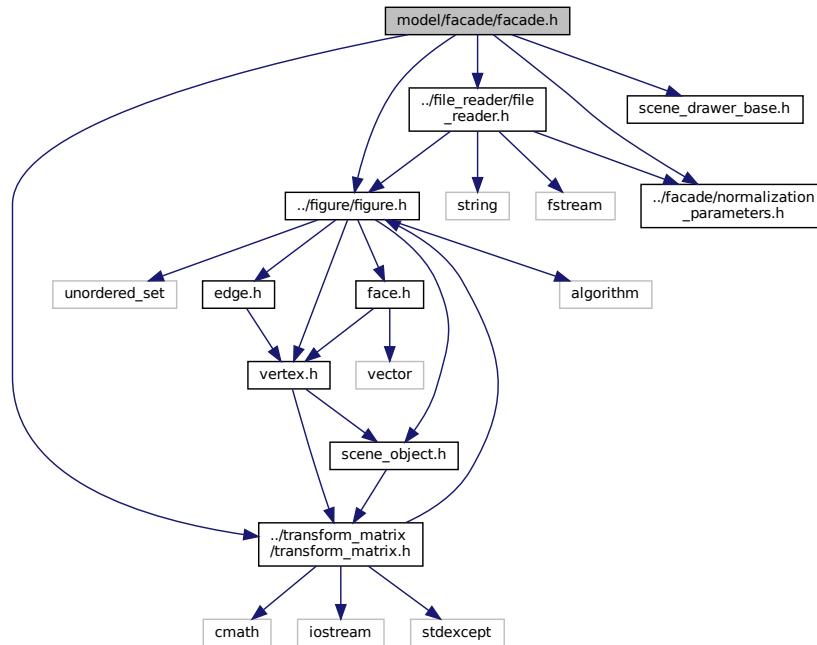 model/facade/facade.h
../file_reader/file
_reader.h
scene_drawer_base.h
../figure/figure.h
string
fstream
../facade/normalization
_parameters.h
unordered_set
edge.h
face.h
algorithm
vertex.h
vector
scene_object.h
../transform_matrix
/transform_matrix.h
cmath
iostream
stdexcept